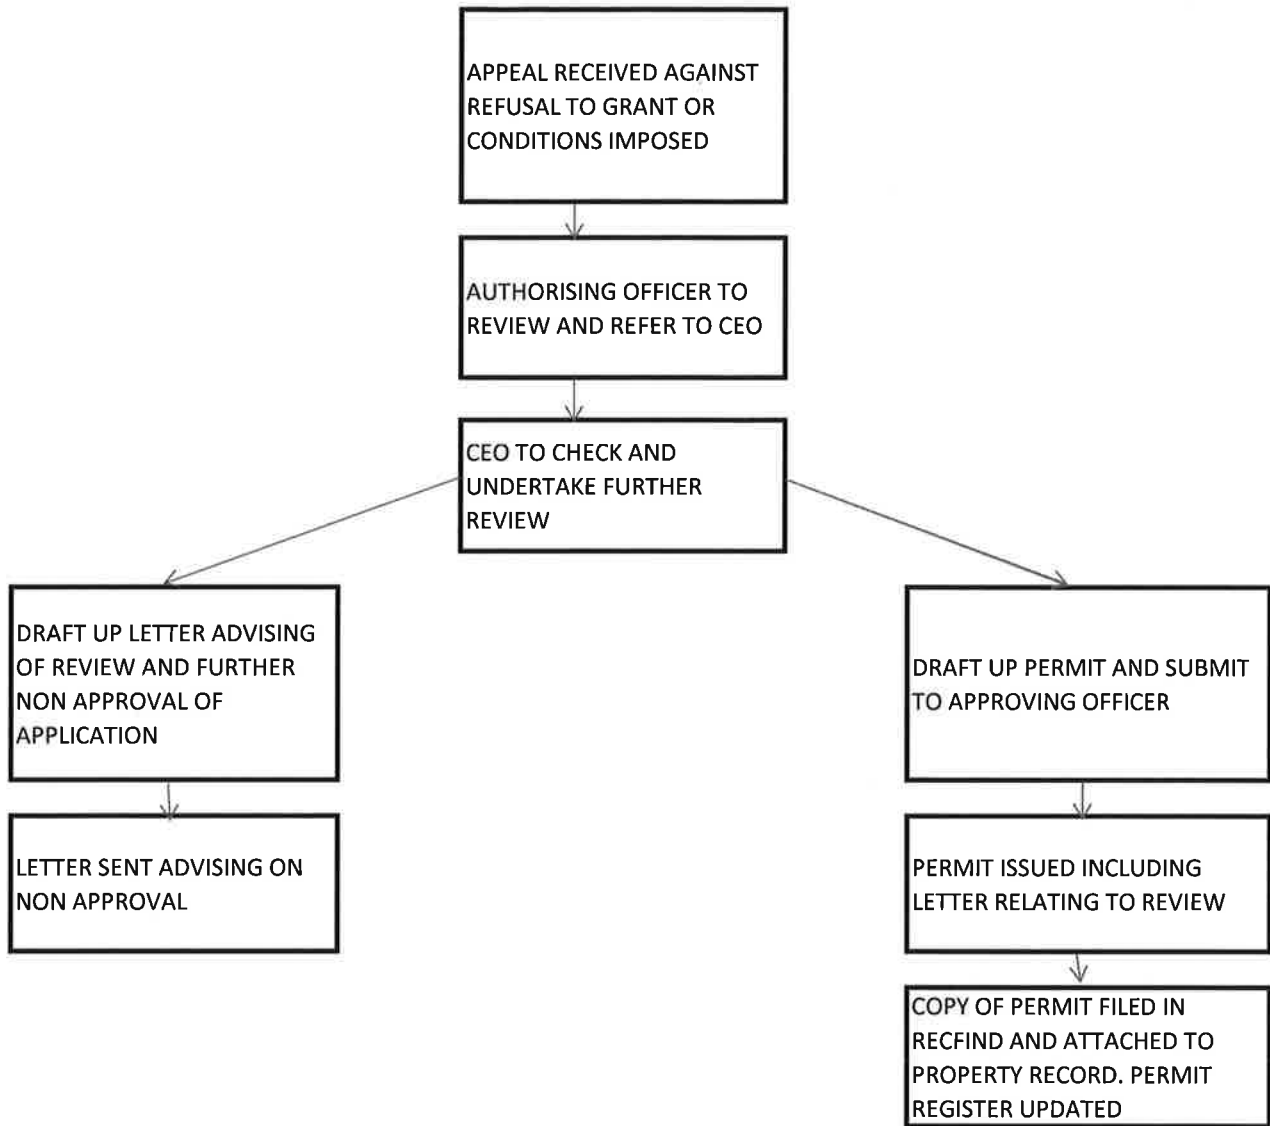 APPEAL RECEIVED AGAINST
REFUSAL TO GRANT OR
CONDITIONS IMPOSED
AUTHORISING OFFICER TO
REVIEW AND REFER TO CEO
CEO TO CHECK AND
UNDERTAKE FURTHER
REVIEW
DRAFT UP LETTER ADVISING
OF REVIEW AND FURTHER
NON APPROVAL OF
APPLICATION
DRAFT UP PERMIT AND SUBMIT
TO APPROVING OFFICER
LETTER SENT ADVISING ON
NON APPROVAL
PERMIT ISSUED INCLUDING
LETTER RELATING TO REVIEW
COPY OF PERMIT FILED IN
RECFIND AND ATTACHED TO
PROPERTY RECORD. PERMIT
REGISTER UPDATED